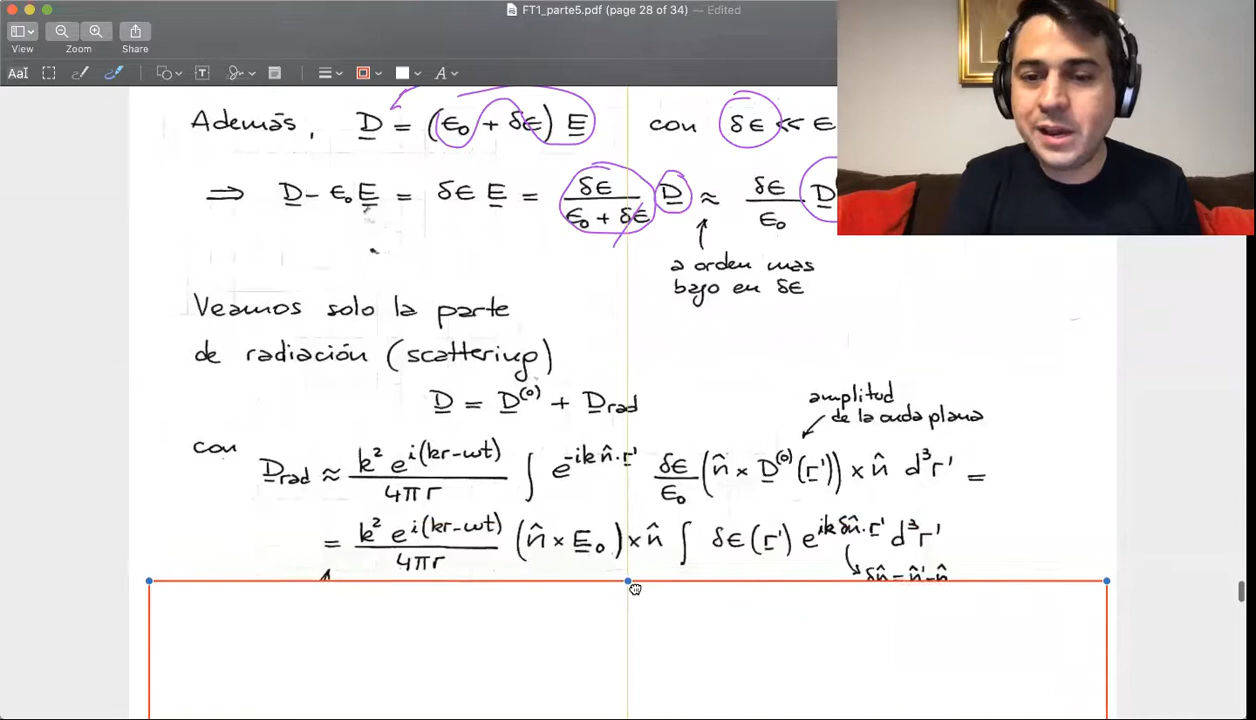 FT1_parte5.pdf (page 28 of 34) — Edited
View Zoom Share
Además, D = (ϵ₀ + δϵ) E con δϵ << ϵ
⇒ D - ϵ₀E = δϵ E = δϵ/(ϵ₀ + δϵ) D ≈ δϵ/ϵ₀ D
a orden mas
bajo en δϵ
Veamos solo la parte
de radiación (scattering)
D = D⁽⁰⁾ + D_rad
amplitud
de la onda plana
con
D_rad ≈ k² e^{i(kr-ωt)}/4πr ∫ e^{-ik n̂·r'} δϵ/ϵ₀ (n̂ × D⁽⁰⁾(r')) × n̂ d³r' =
= k² e^{i(kr-ωt)}/4πr (n̂ × E₀) × n̂ ∫ δϵ(r') e^{ik δn̂·r'} d³r'
δn̂ = n̂' - n̂